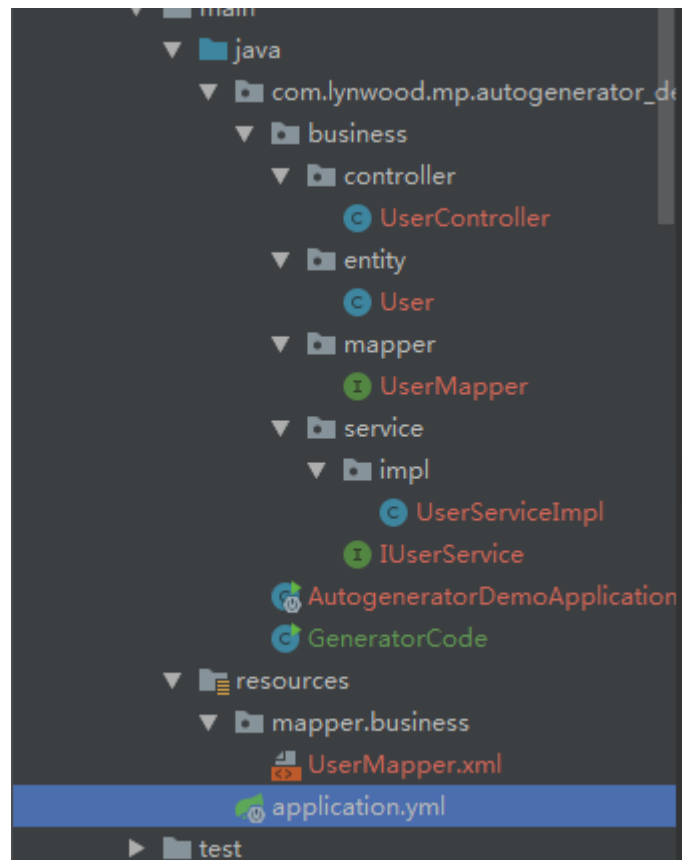 main
java
com.lynwood.mp.autogenerator_de
business
controller
UserController
entity
User
mapper
UserMapper
service
impl
UserServiceImpl
IUserService
AutogeneratorDemoApplication
GeneratorCode
resources
mapper.business
UserMapper.xml
application.yml
test